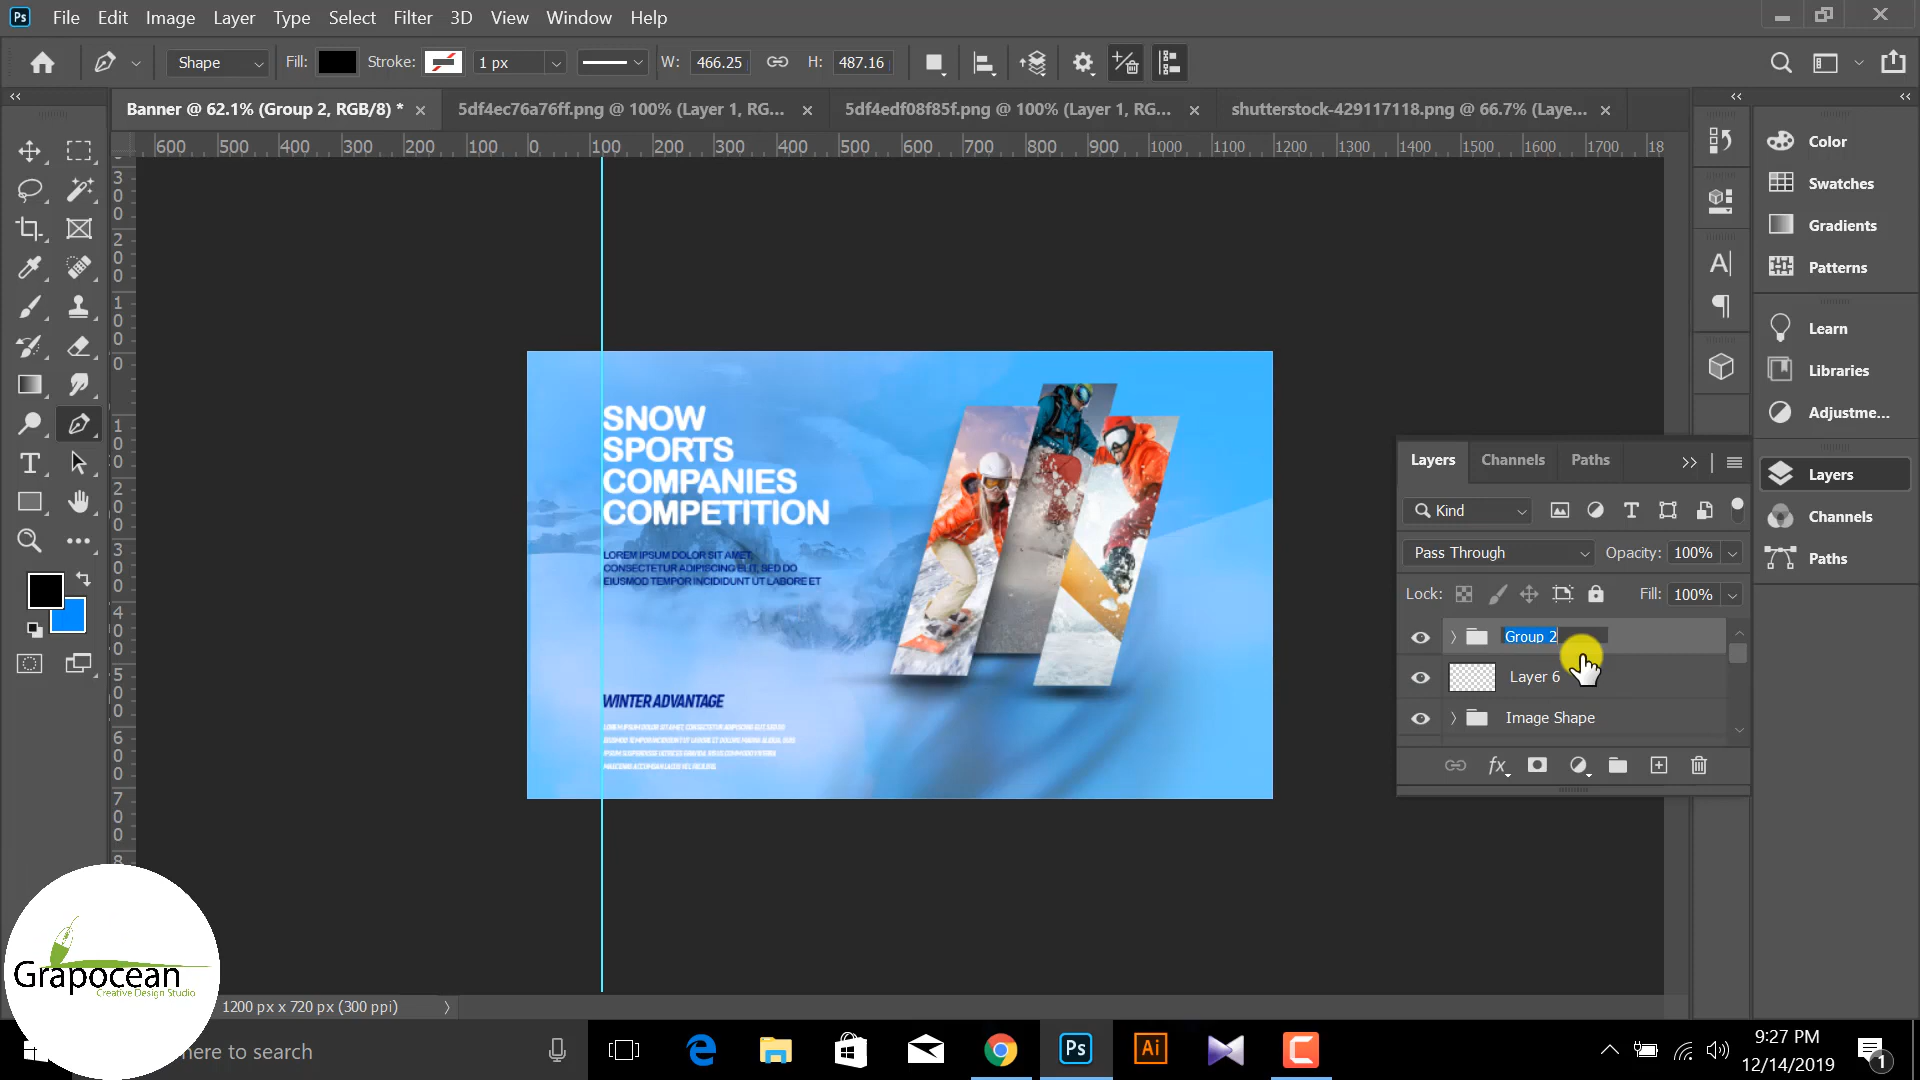 Ps File Edit Image Layer Type Select Filter 3D View Window Help
Shape Fill: Stroke: 1 px W: 466.25 H: 487.16
Banner @ 62.1% (Group 2, RGB/8) * 5df4ec76a76ff.png @ 100% (Layer 1, RG... 5df4edf08f85f.png @ 100% (Layer 1, RG... shutterstock-429117118.png @ 66.7% (Laye...
600 500 400 300 200 100 0 100 200 300 400 500 600 700 800 900 1000 1100 1200 1300 1400 1500 1600 1700 18
Color
Swatches
Gradients
Patterns
Learn
Libraries
Adjustme...
Layers
Channels
Paths
SNOW
SPORTS
COMPANIES
COMPETITION
LOREM IPSUM DOLOR SIT AMET,
CONSECTETUR ADIPISCING ELIT, SED DO
EIUSMOD TEMPOR INCIDIDUNT UT LABORE ET
WINTER ADVANTAGE
Layers Channels Paths
Kind
Pass Through Opacity: 100%
Lock: Fill: 100%
Group 2
Layer 6
Image Shape
fx
Grapocean
Creative Design Studio
1200 px x 720 px (300 ppi)
here to search
Ps Ai
9:27 PM
12/14/2019
1